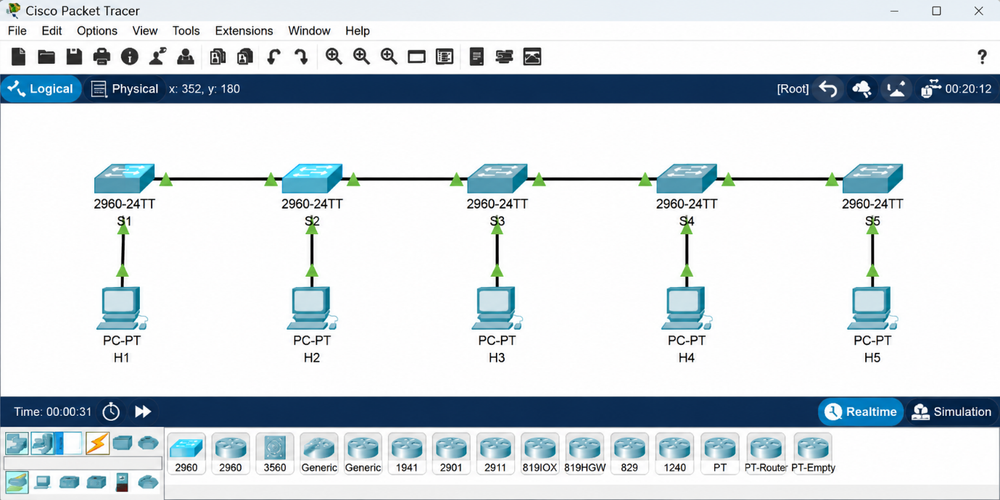 Cisco Packet Tracer
File Edit Options View Tools Extensions Window Help
?
Logical Physical x: 352, y: 180 [Root] 00:20:12
2960-24TT 2960-24TT 2960-24TT 2960-24TT 2960-24TT
S1 S2 S3 S4 S5
PC-PT PC-PT PC-PT PC-PT PC-PT
H1 H2 H3 H4 H5
Time: 00:00:31 Realtime Simulation
2960 2960 3560 Generic Generic 1941 2901 2911 819IOX 819HGW 829 1240 PT PT-Router PT-Empty